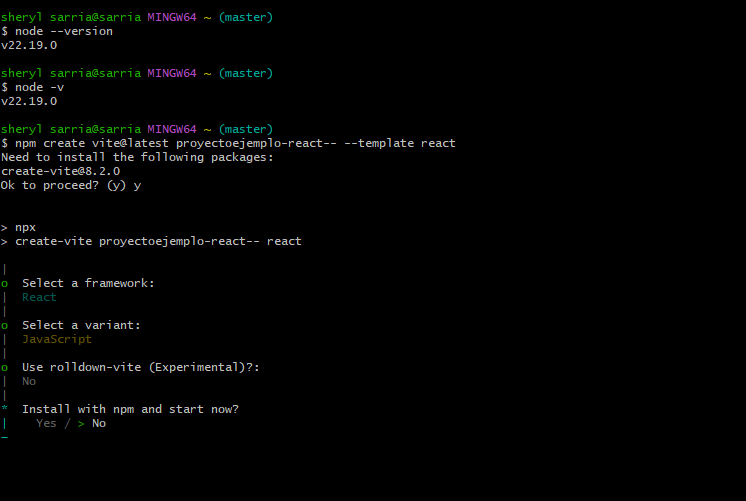 sheryl sarria@sarria MINGW64 ~ (master)
$ node --version
v22.19.0
sheryl sarria@sarria MINGW64 ~ (master)
$ node -v
v22.19.0
sheryl sarria@sarria MINGW64 ~ (master)
$ npm create vite@latest proyectoejemplo-react-- --template react
Need to install the following packages:
create-vite@8.2.0
Ok to proceed? (y) y
> npx
> create-vite proyectoejemplo-react-- react
|
o  Select a framework:
|  React
|
o  Select a variant:
|  JavaScript
|
o  Use rolldown-vite (Experimental)?:
|  No
|
*  Install with npm and start now?
|    Yes / > No
—